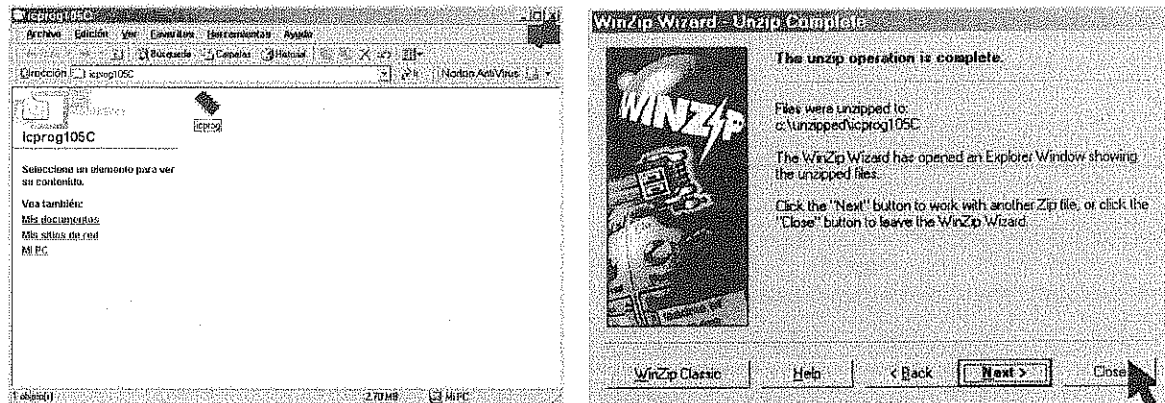 icprog105C
Archivo Edición Ver Favoritos Herramientas Ayuda
Búsqueda Carpetas Historial
Dirección icprog105C Norton AntiVirus
icprog105C
icprog
Seleccione un elemento para ver
su contenido.
Vea también:
Mis documentos
Mis sitios de red
Mi PC
1 objeto(s) 2.70 MB Mi PC
WinZip Wizard - Unzip Complete
WINZIP
The unzip operation is complete.
Files were unzipped to:
c:\unzipped\icprog105C
The WinZip Wizard has opened an Explorer Window showing
the unzipped files.
Click the "Next" button to work with another Zip file, or click the
"Close" button to leave the WinZip Wizard.
WinZip Classic Help < Back Next > Close